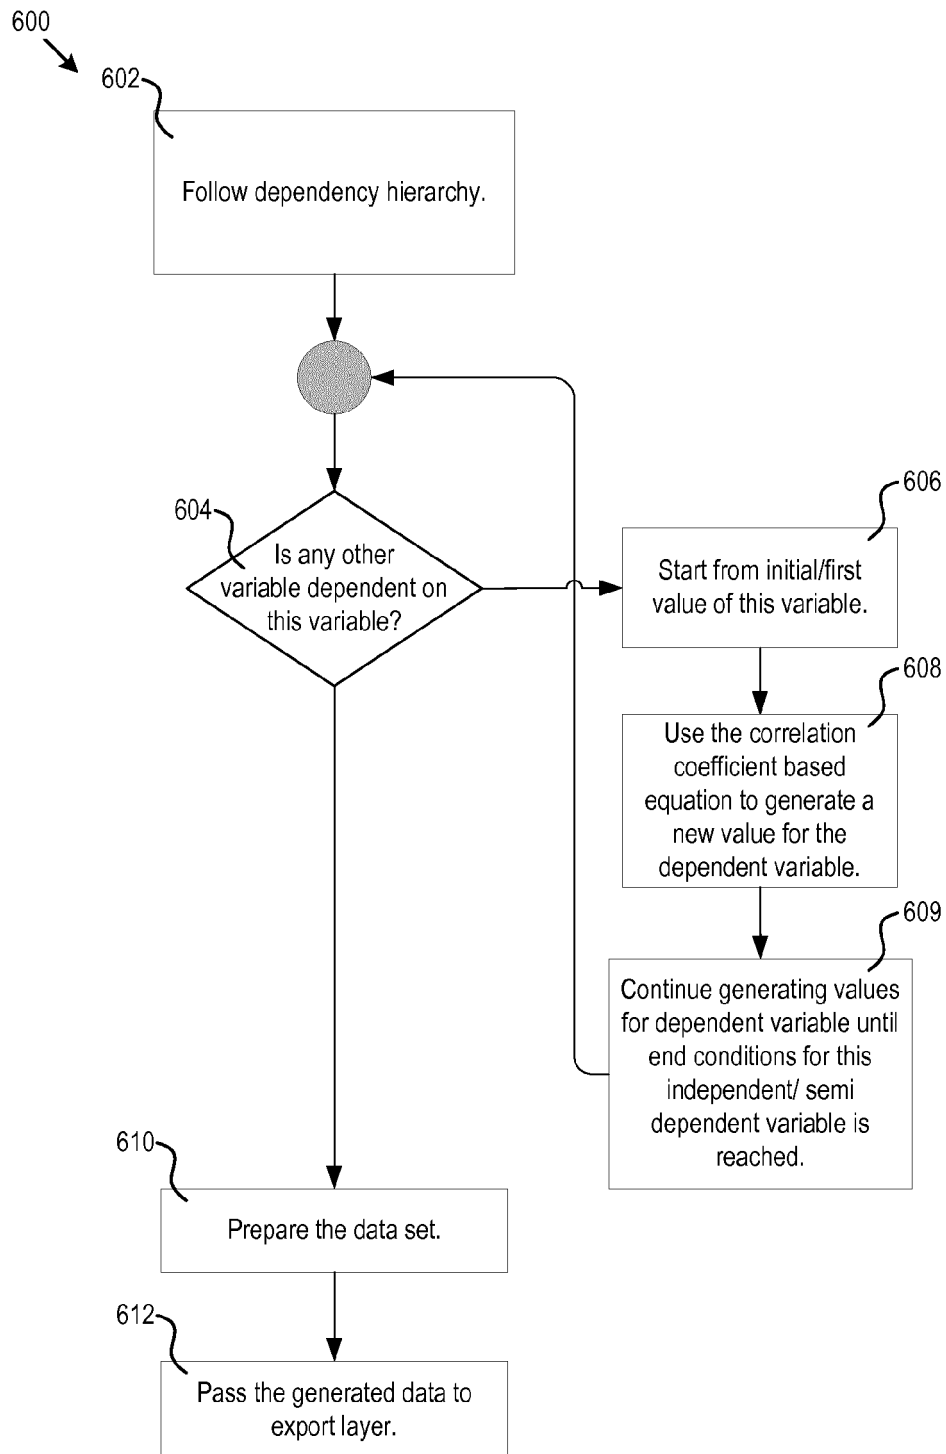 600
602
Follow dependency hierarchy.
604
Is any other
variable dependent on
this variable?
606
Start from initial/first
value of this variable.
608
Use the correlation
coefficient based
equation to generate a
new value for the
dependent variable.
609
Continue generating values
for dependent variable until
end conditions for this
independent/ semi
dependent variable is
reached.
610
Prepare the data set.
612
Pass the generated data to
export layer.